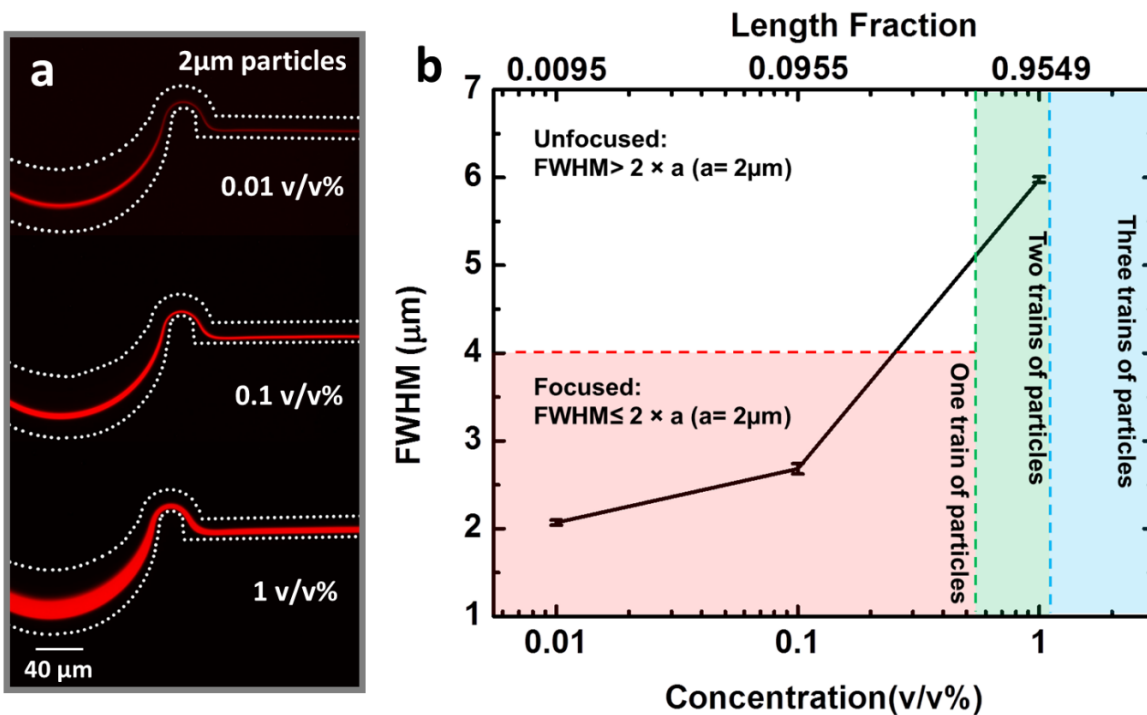 a
2μm particles
0.01 v/v%
0.1 v/v%
1 v/v%
40 μm
b
Length Fraction
0.0095 0.0955 0.9549
7
6
5
4
3
2
1
FWHM (μm)
Unfocused:
FWHM> 2 × a (a= 2μm)
Focused:
FWHM≤ 2 × a (a= 2μm)
One train of particles
Two trains of particles
Three trains of particles
0.01 0.1 1
Concentration(v/v%)